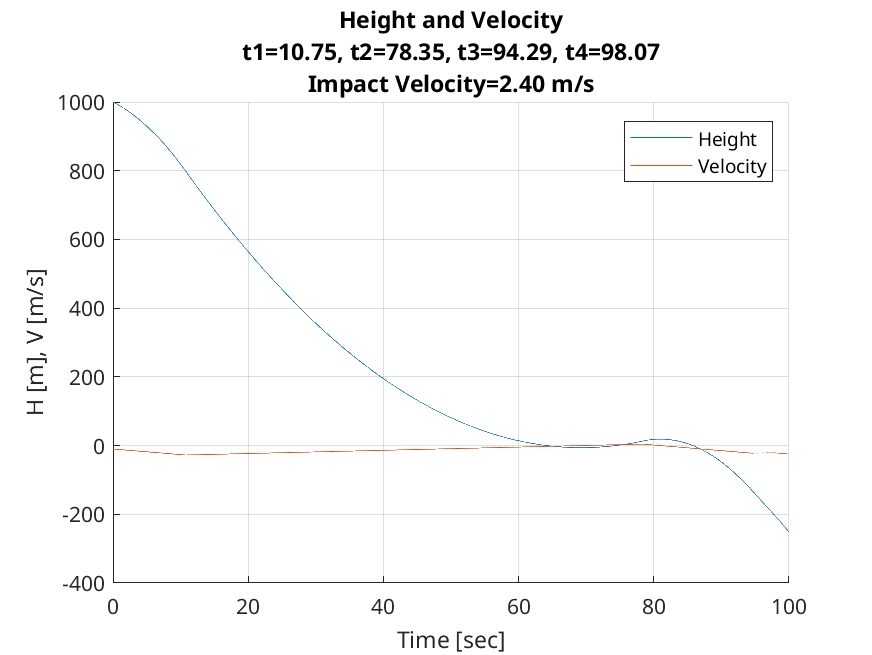 Height and Velocity
t1=10.75, t2=78.35, t3=94.29, t4=98.07
Impact Velocity=2.40 m/s
1000
800
600
400
200
0
-200
-400
H [m], V [m/s]
Height
Velocity
0 20 40 60 80 100
Time [sec]